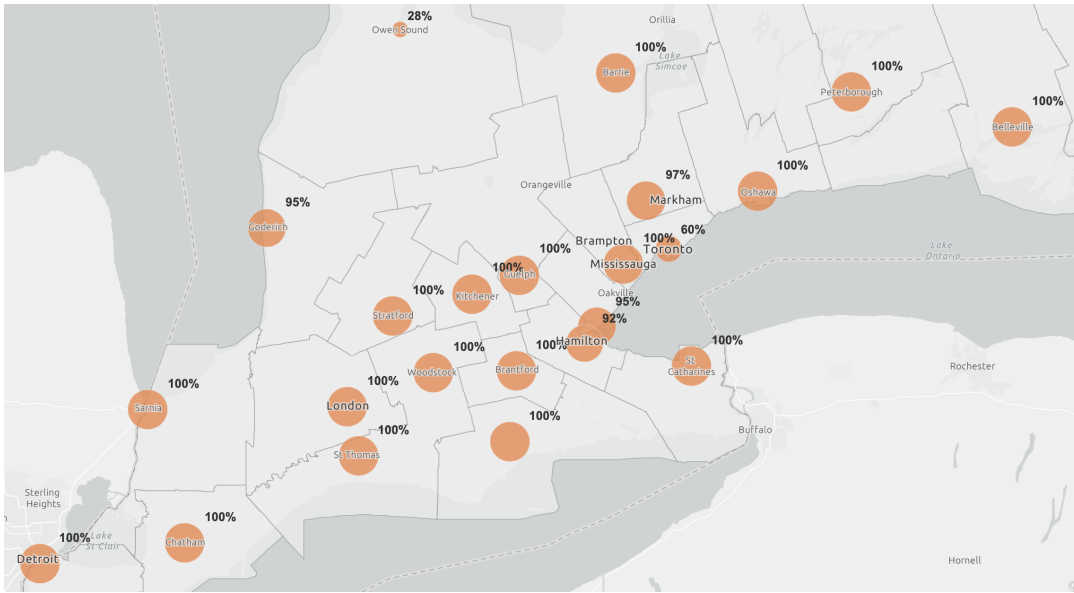 28%
Owen Sound
Orillia
100%
Barrie
Lake
Simcoe
100%
Peterborough
100%
Belleville
Orangeville
97%
Markham
100%
Oshawa
95%
Goderich
60%
Brampton
100%
Toronto
Mississauga
Lake
Ontario
100%
100%
Guelph
Kitchener
Oakville
95%
100%
Stratford
92%
Hamilton
100%
St
Catharines
100%
Woodstock
100%
Brantford
Rochester
100%
Sarnia
100%
London
100%
Buffalo
100%
St Thomas
Sterling
Heights
100%
Chatham
100%
Lake
St Clair
Detroit
Hornell